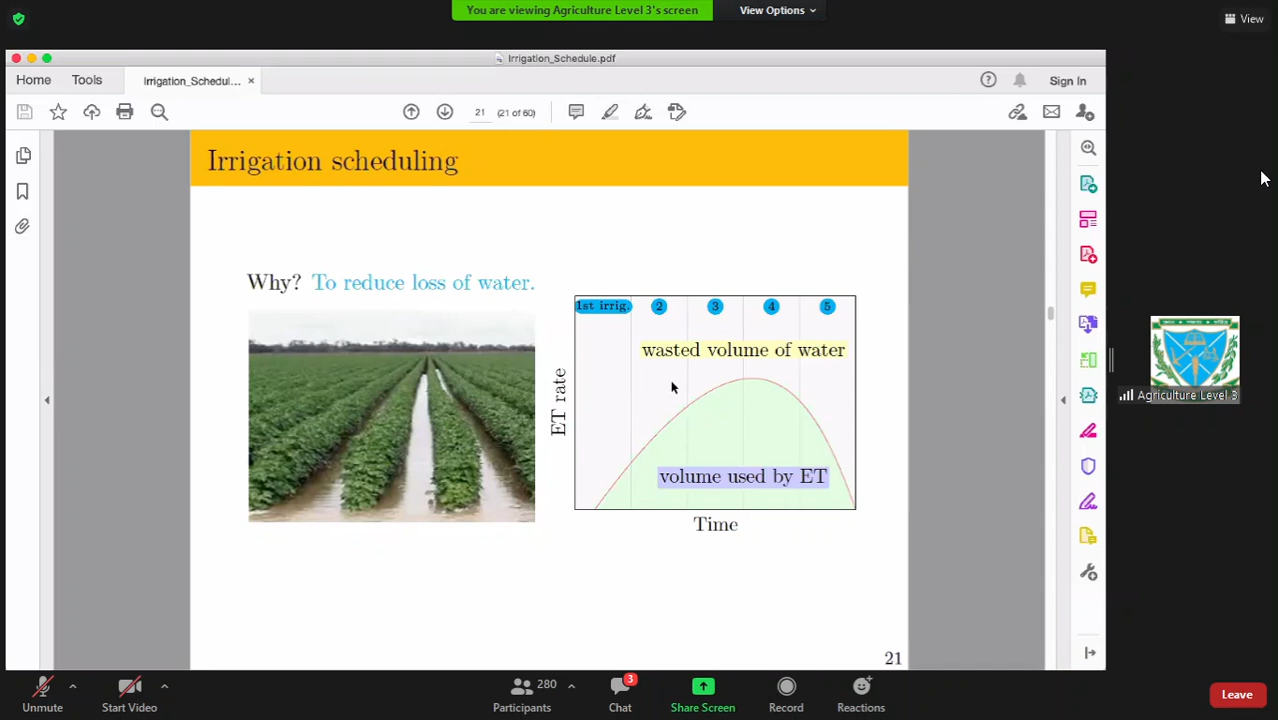 You are viewing Agriculture Level 3's screen
View Options
View
Irrigation_Schedule.pdf
Home
Tools
Irrigation_Schedul...
Sign In
21
(21 of 60)
Irrigation scheduling
Why? To reduce loss of water.
1st irrig.
2
3
4
5
wasted volume of water
ET rate
volume used by ET
Time
21
Agriculture Level 3
Unmute
Start Video
280
Participants
3
Chat
Share Screen
Record
Reactions
Leave